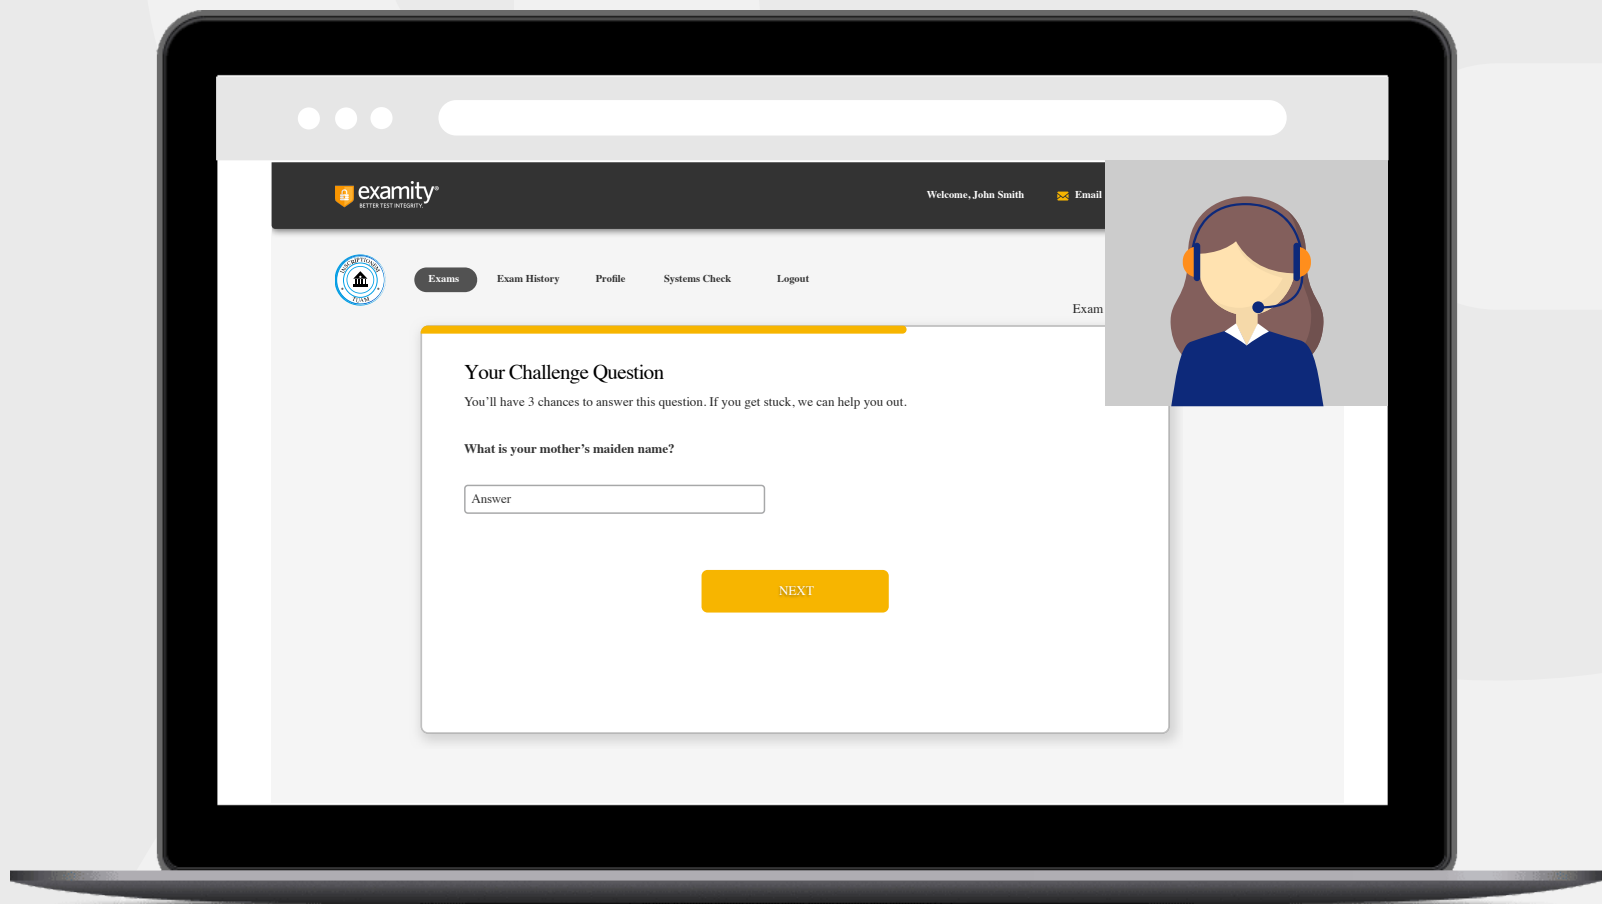 examity®
BETTER TEST INTEGRITY.
Welcome, John Smith
Email
INSCRIPTIONEM
TUAM
Exams
Exam History
Profile
Systems Check
Logout
Exam
Your Challenge Question
You’ll have 3 chances to answer this question. If you get stuck, we can help you out.
What is your mother’s maiden name?
Answer
NEXT